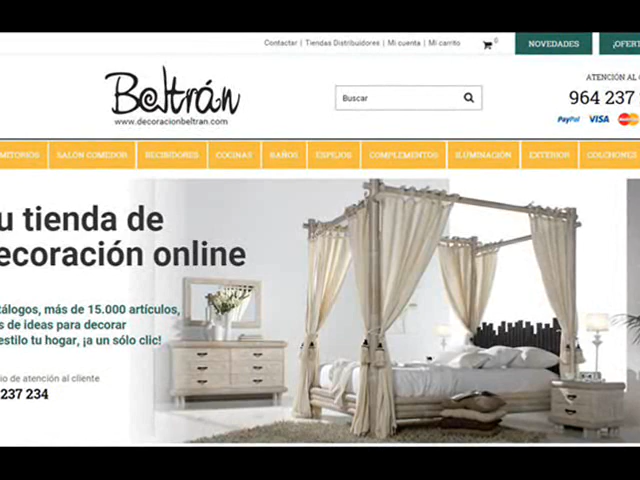 Contactar | Tiendas Distribuidores | Mi cuenta | Mi carrito
0
NOVEDADES
¡OFERT
Beltrán
www.decoracionbeltran.com
Buscar
ATENCIÓN AL
964 237
PayPal VISA
MITORIOS SALÓN COMEDOR RECIBIDORES COCINAS BAÑOS ESPEJOS COMPLEMENTOS ILUMINACIÓN EXTERIOR COLCHONES
u tienda de
ecoración online
tálogos, más de 15.000 artículos,
s de ideas para decorar
estilo tu hogar, ¡a un sólo clic!
io de atención al cliente
237 234